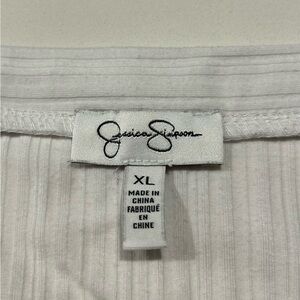 Jessica Simpson
XL
MADE IN
CHINA
FABRIQUÉ
EN
CHINE